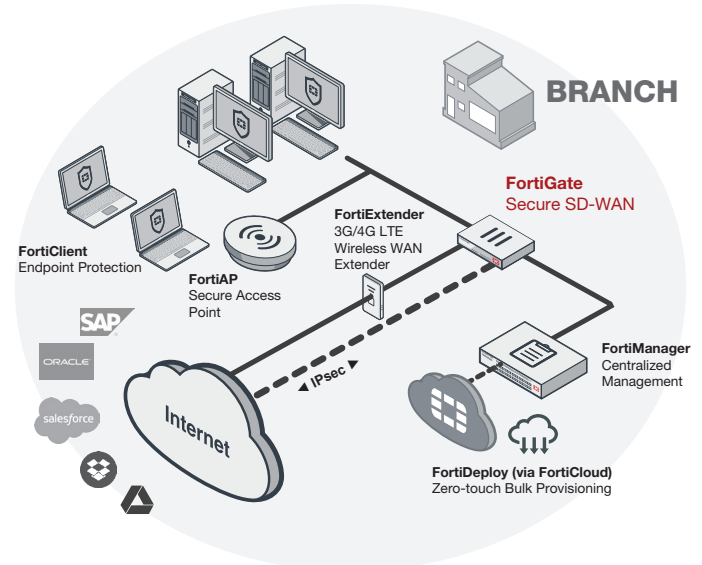 BRANCH
FortiGate
Secure SD-WAN
FortiExtender
3G/4G LTE
Wireless WAN
Extender
FortiClient
Endpoint Protection
FortiAP
Secure Access
Point
SAP
ORACLE
salesforce
Internet
◄ IPsec ►
FortiManager
Centralized
Management
FortiDeploy (via FortiCloud)
Zero-touch Bulk Provisioning